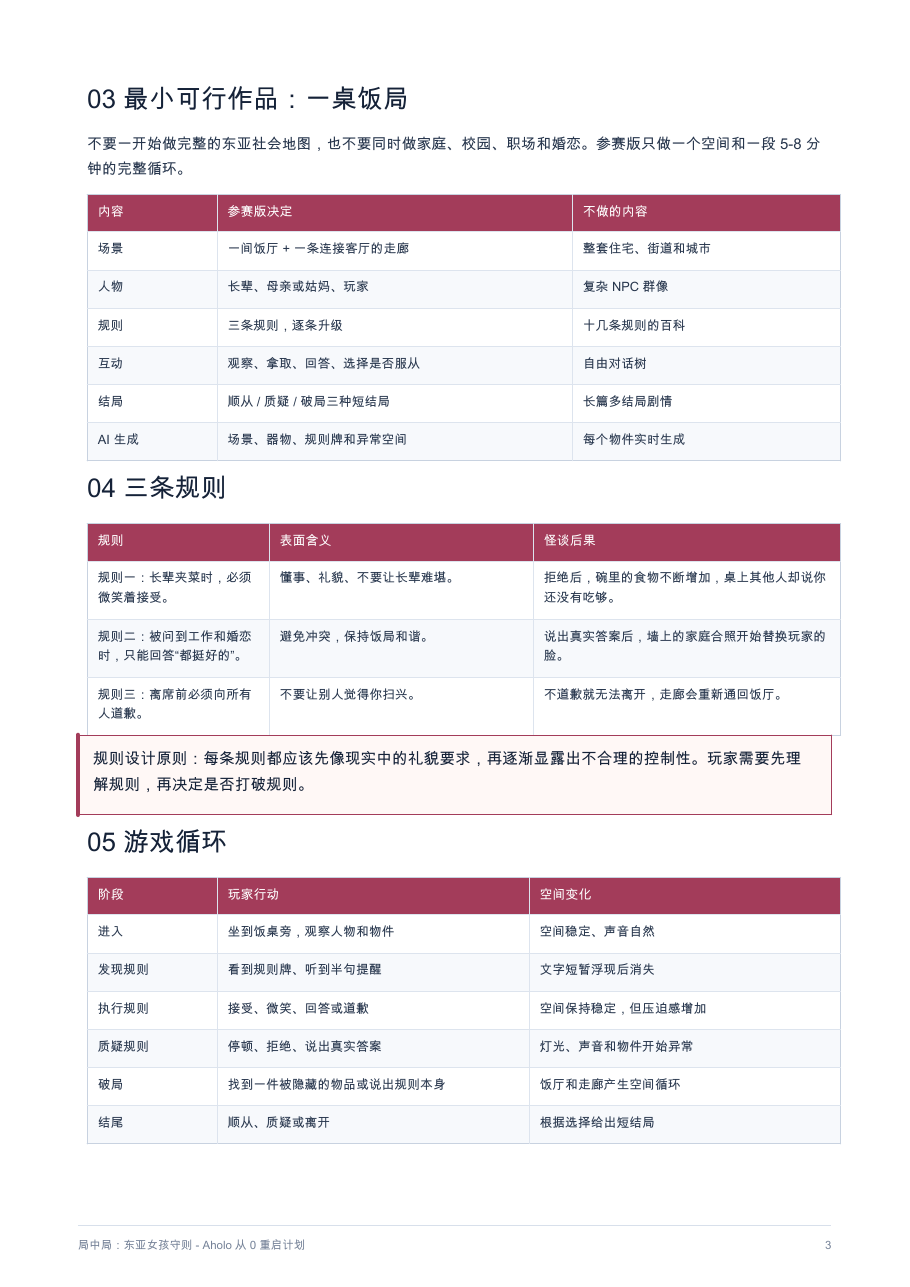 03 最小可行作品：一桌饭局
不要一开始做完整的东亚社会地图，也不要同时做家庭、校园、职场和婚恋。参赛版只做一个空间和一段 5-8 分
钟的完整循环。
内容 参赛版决定 不做的内容
场景 一间饭厅 + 一条连接客厅的走廊 整套住宅、街道和城市
人物 长辈、母亲或姑妈、玩家 复杂 NPC 群像
规则 三条规则，逐条升级 十几条规则的百科
互动 观察、拿取、回答、选择是否服从 自由对话树
结局 顺从 / 质疑 / 破局三种短结局 长篇多结局剧情
AI 生成 场景、器物、规则牌和异常空间 每个物件实时生成
04 三条规则
规则 表面含义 怪谈后果
规则一：长辈夹菜时，必须 懂事、礼貌、不要让长辈难堪。 拒绝后，碗里的食物不断增加，桌上其他人却说你
微笑着接受。 还没有吃够。
规则二：被问到工作和婚恋 避免冲突，保持饭局和谐。 说出真实答案后，墙上的家庭合照开始替换玩家的
时，只能回答“都挺好的”。 脸。
规则三：离席前必须向所有 不要让别人觉得你扫兴。 不道歉就无法离开，走廊会重新通回饭厅。
人道歉。
规则设计原则：每条规则都应该先像现实中的礼貌要求，再逐渐显露出不合理的控制性。玩家需要先理
解规则，再决定是否打破规则。
05 游戏循环
阶段 玩家行动 空间变化
进入 坐到饭桌旁，观察人物和物件 空间稳定、声音自然
发现规则 看到规则牌、听到半句提醒 文字短暂浮现后消失
执行规则 接受、微笑、回答或道歉 空间保持稳定，但压迫感增加
质疑规则 停顿、拒绝、说出真实答案 灯光、声音和物件开始异常
破局 找到一件被隐藏的物品或说出规则本身 饭厅和走廊产生空间循环
结尾 顺从、质疑或离开 根据选择给出短结局
局中局：东亚女孩守则 - Aholo 从 0 重启计划 3